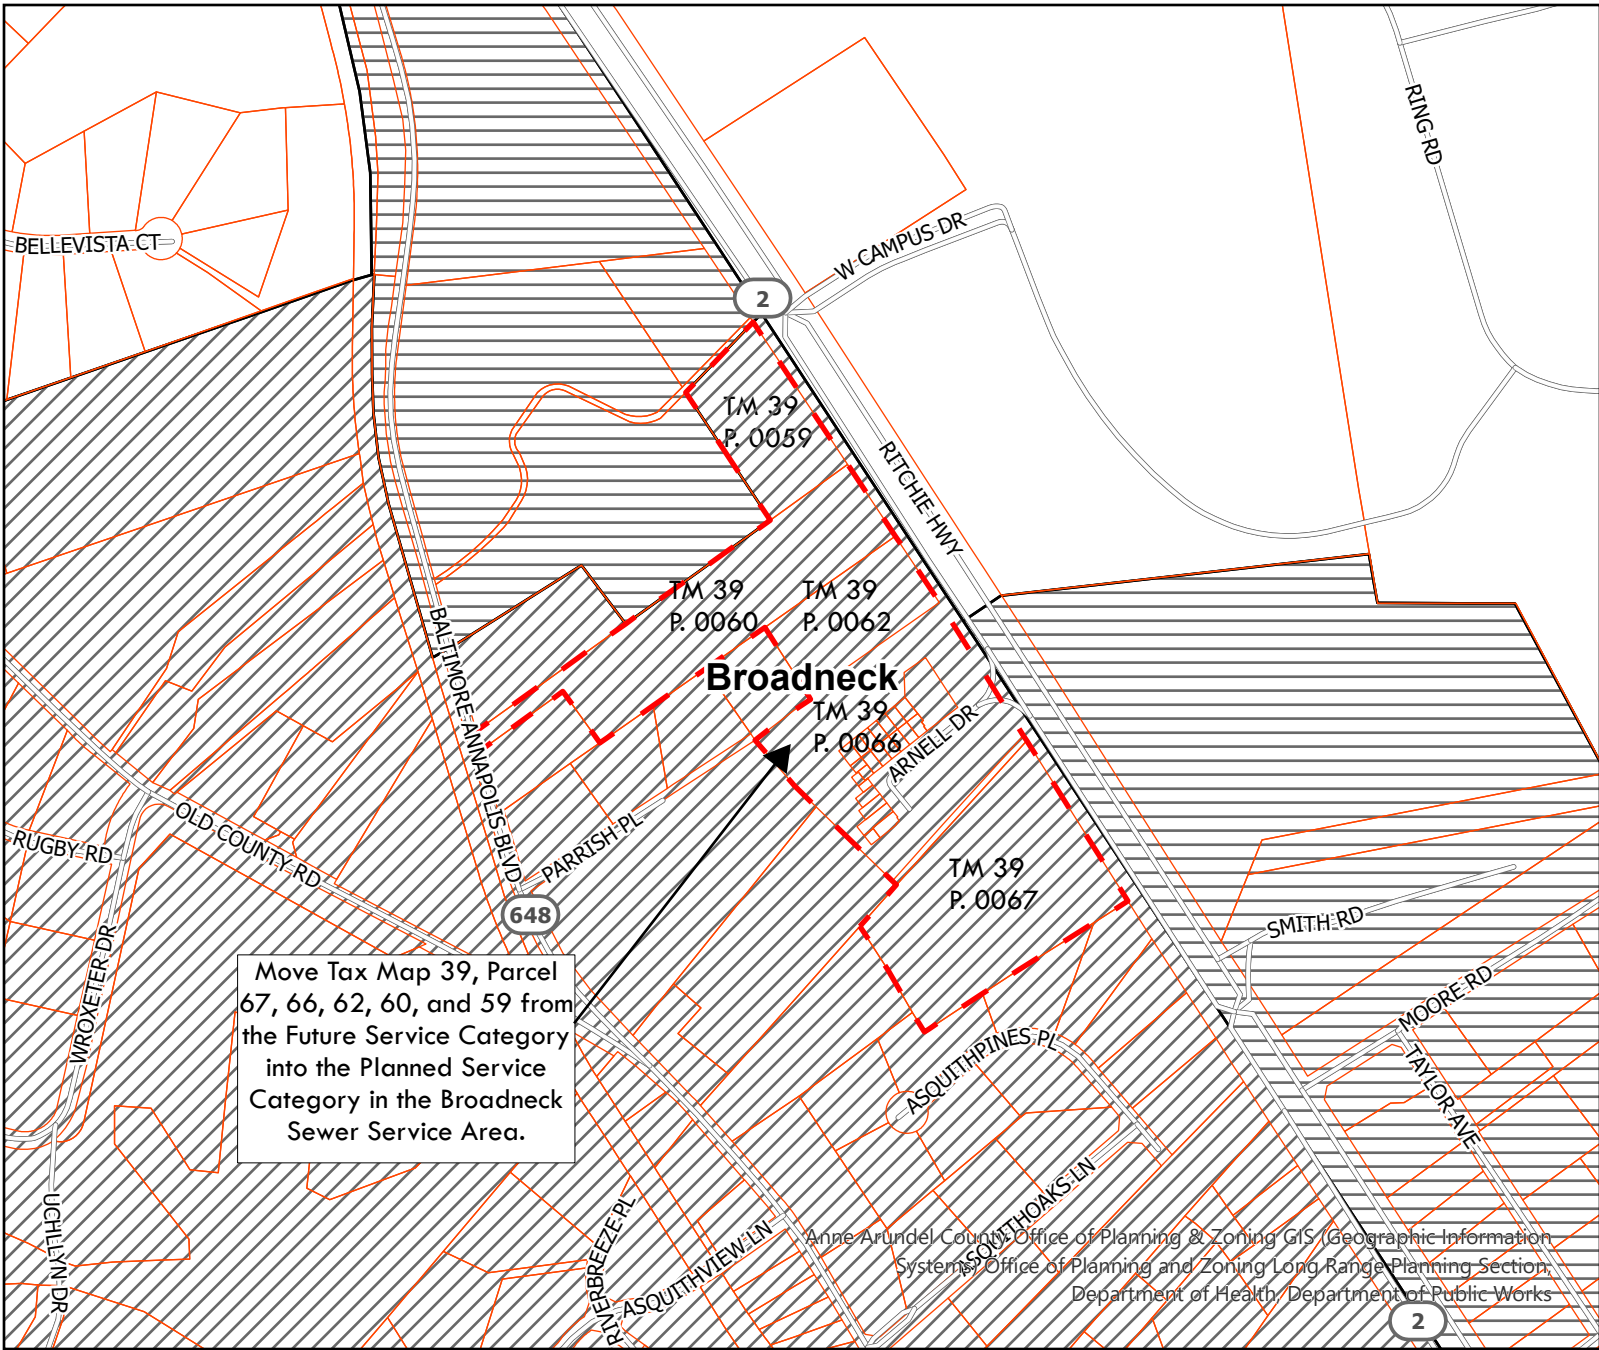 RING RD
W CAMPUS DR
BELLEVISTA CT
2
TM 39
P. 0059
RITCHIE HWY
TM 39
P. 0060
TM 39
P. 0062
BALTIMORE ANNAPOLIS BLVD
Broadneck
TM 39
P. 0066
ARNELL DR
OLD COUNTY RD
RUGBY RD
PARRISH PL
TM 39
P. 0067
648
SMITH RD
WROXETER DR
Move Tax Map 39, Parcel
67, 66, 62, 60, and 59 from
the Future Service Category
into the Planned Service
Category in the Broadneck
Sewer Service Area.
MOORE RD
ASQUITHPINES PL
TAYLOR AVE
UCHLLYN DR
RIVERBREEZE PL
ASQUITHVIEW LN
ASQUITHOAKS LN
Anne Arundel County Office of Planning & Zoning GIS (Geographic Information
Systems) Office of Planning and Zoning Long Range Planning Section,
Department of Health, Department of Public Works
2